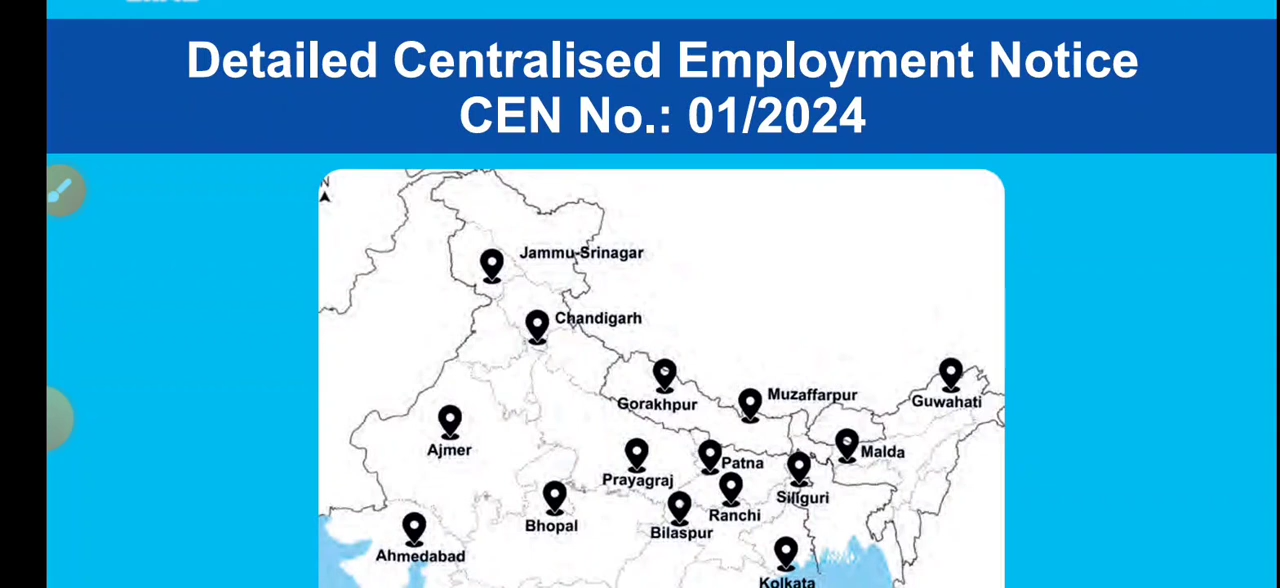 Detailed Centralised Employment Notice
CEN No.: 01/2024
N
Jammu-Srinagar
Chandigarh
Gorakhpur
Muzaffarpur
Guwahati
Ajmer
Malda
Patna
Prayagraj
Siliguri
Ranchi
Bhopal
Bilaspur
Ahmedabad
Kolkata